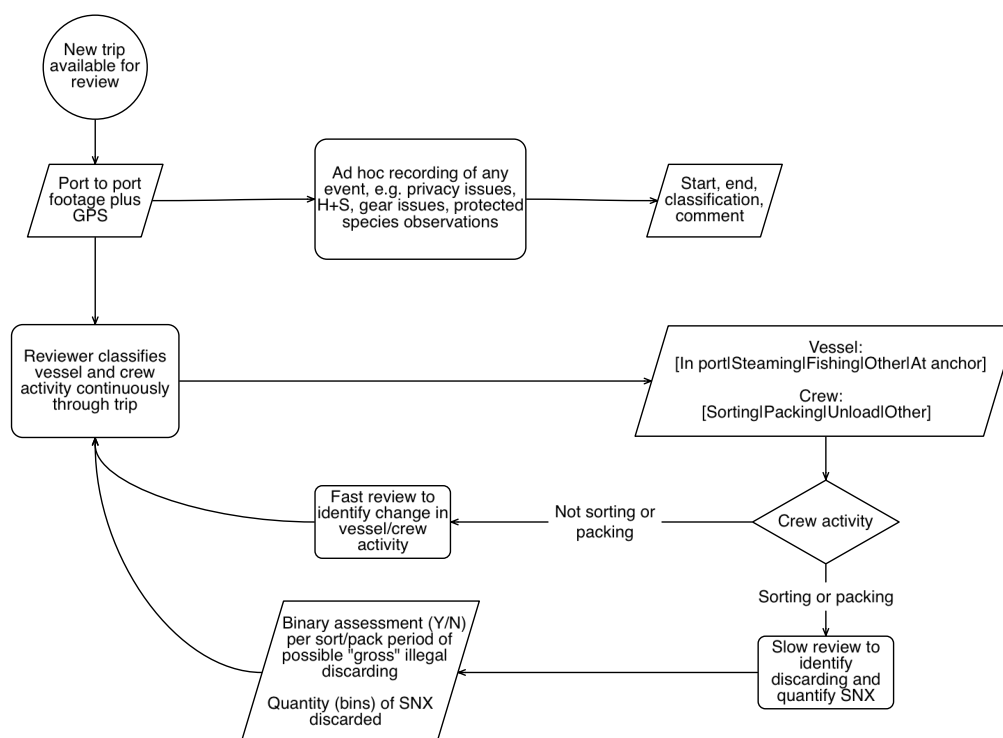 New trip
available for
review
Port to port
footage plus
GPS
Ad hoc recording of any
event, e.g. privacy issues,
H+S, gear issues, protected
species observations
Start, end,
classification,
comment
Reviewer classifies
vessel and crew
activity continuously
through trip
Vessel:
[In port|Steaming|Fishing|Other|At anchor]
Crew:
[Sorting|Packing|Unload|Other]
Crew activity
Not sorting or
packing
Fast review to
identify change in
vessel/crew
activity
Sorting or packing
Slow review to
identify
discarding and
quantify SNX
Binary assessment (Y/N)
per sort/pack period of
possible "gross" illegal
discarding
Quantity (bins) of SNX
discarded